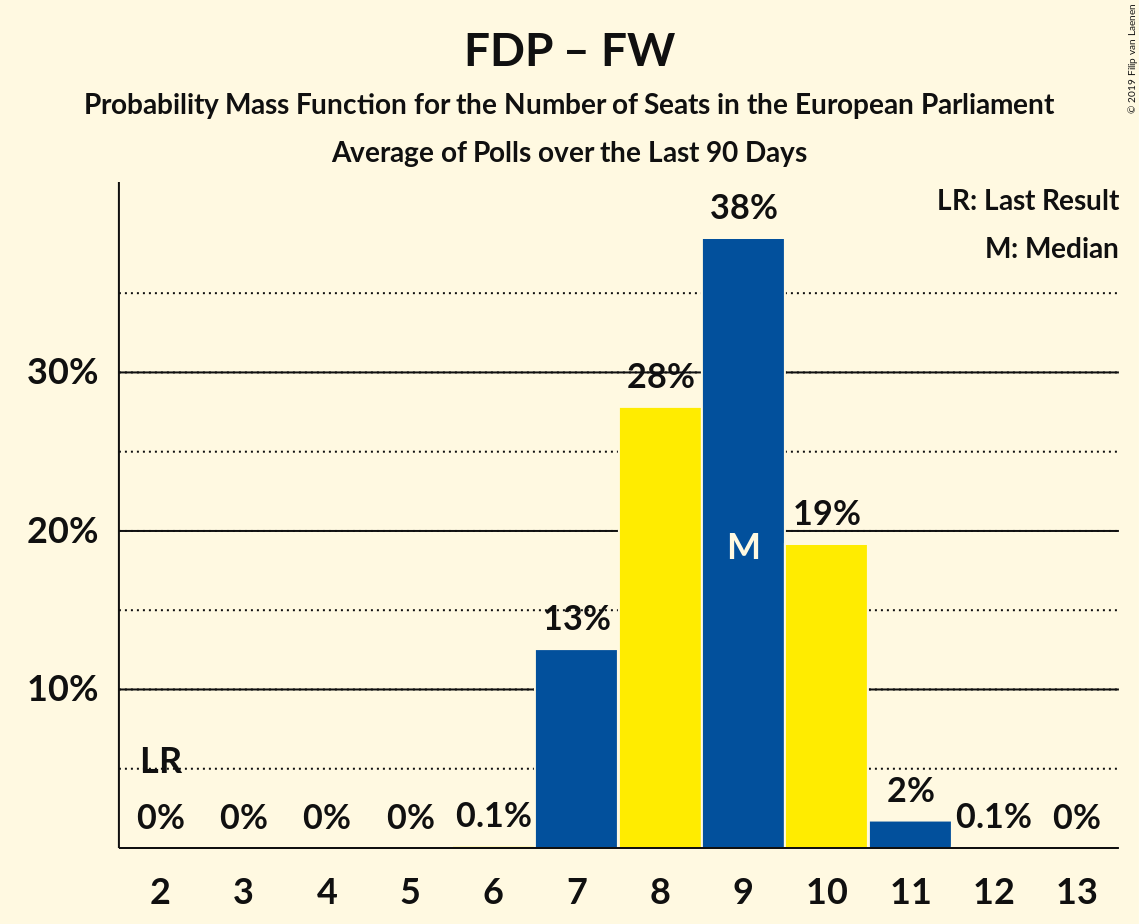 FDP – FW
Probability Mass Function for the Number of Seats in the European Parliament
Average of Polls over the Last 90 Days
© 2019 Filip van Laenen
LR: Last Result
M: Median
38%
30%
28%
20%
19%
M
13%
10%
LR
2%
0%
0%
0%
0%
0.1%
0.1%
0%
2 3 4 5 6 7 8 9 10 11 12 13